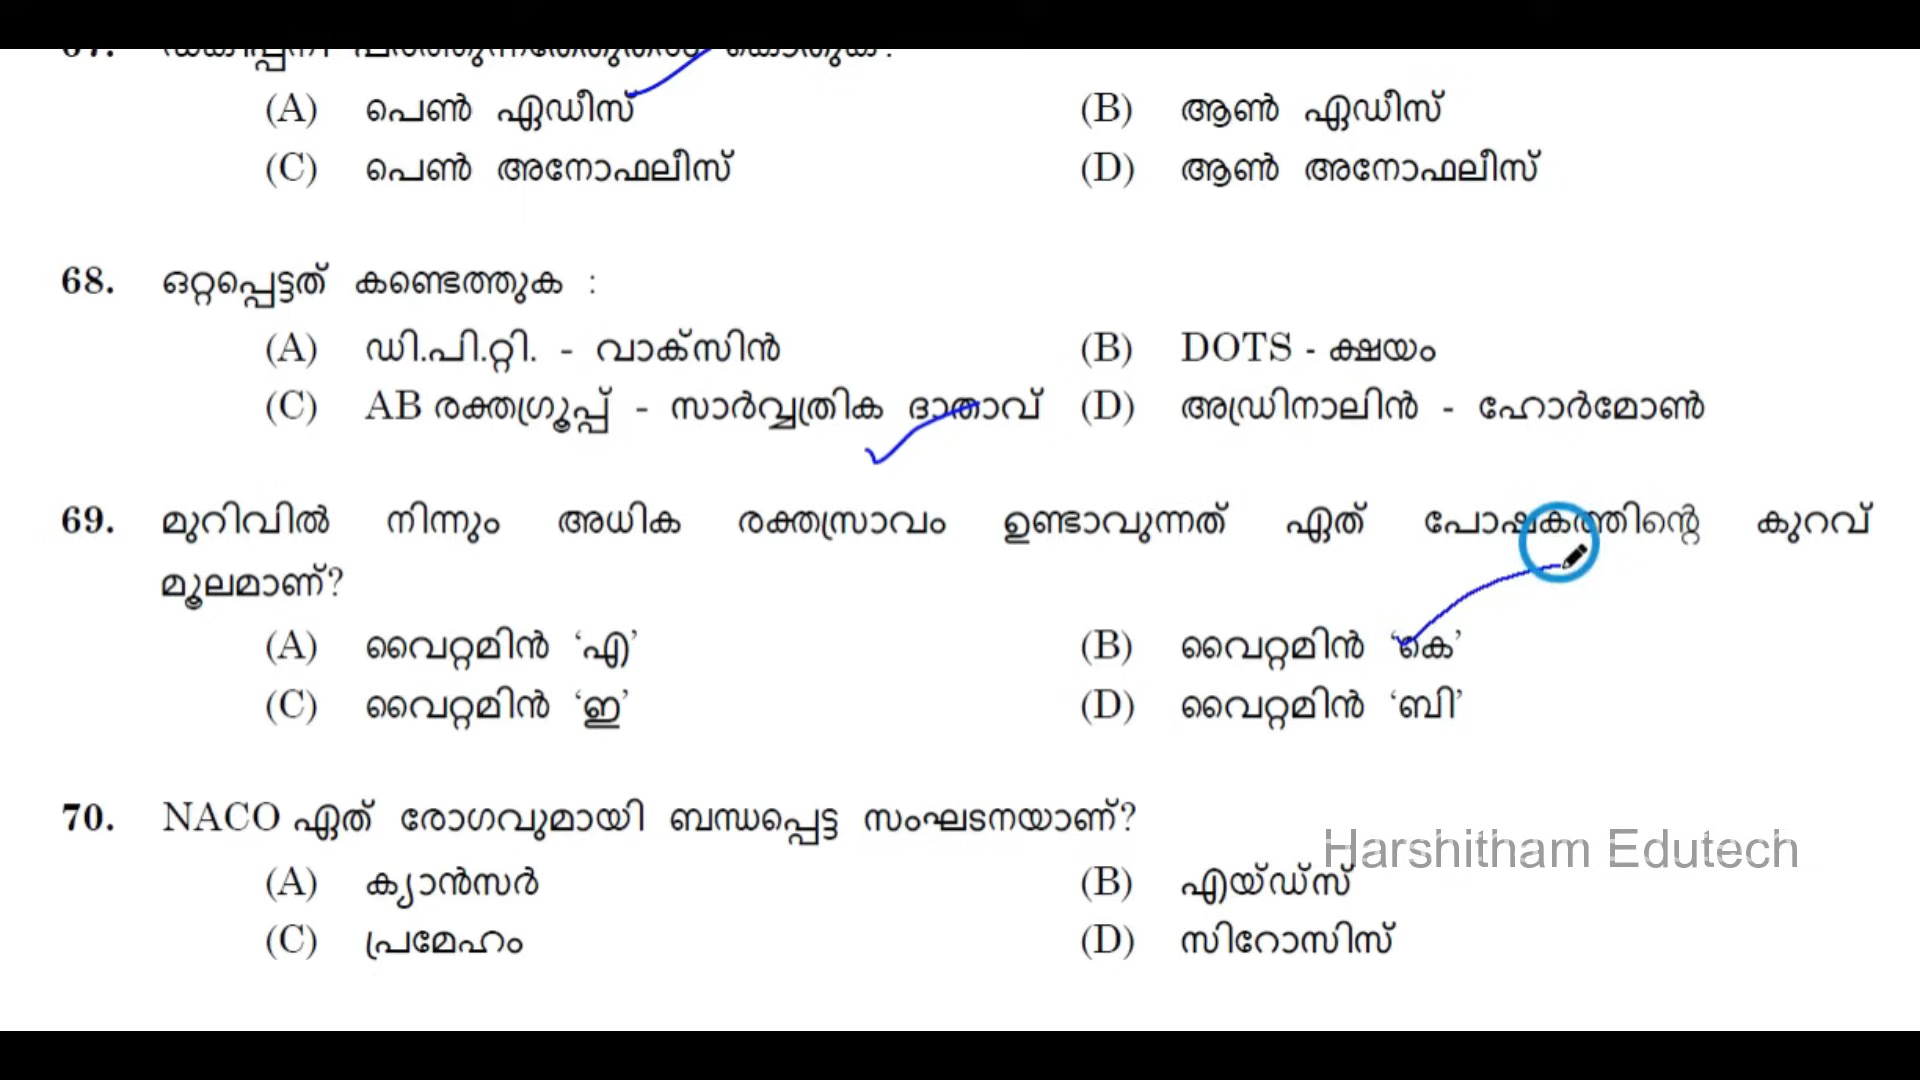 (A) പെൺ ഏഡീസ് (B) ആൺ ഏഡീസ്
(C) പെൺ അനോഫലീസ് (D) ആൺ അനോഫലീസ്
68. ഒറ്റപ്പെട്ടത് കണ്ടെത്തുക :
(A) ഡി.പി.റ്റി. - വാക്സിൻ (B) DOTS - ക്ഷയം
(C) AB രക്തഗ്രൂപ്പ് - സാർവ്വത്രിക ദാതാവ് (D) അഡ്രിനാലിൻ - ഹോർമോൺ
69. മുറിവിൽ നിന്നും അധിക രക്തസ്രാവം ഉണ്ടാവുന്നത് ഏത് പോഷകത്തിന്റെ കുറവ്
മൂലമാണ്?
(A) വൈറ്റമിൻ ‘എ’ (B) വൈറ്റമിൻ ‘കെ’
(C) വൈറ്റമിൻ ‘ഇ’ (D) വൈറ്റമിൻ ‘ബി’
70. NACO ഏത് രോഗവുമായി ബന്ധപ്പെട്ട സംഘടനയാണ്?
Harshitham Edutech
(A) ക്യാൻസർ (B) എയ്ഡ്സ്
(C) പ്രമേഹം (D) സിറോസിസ്